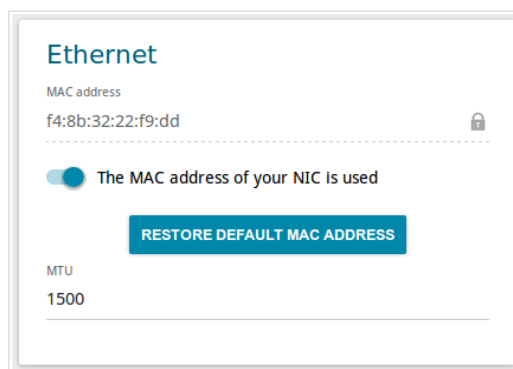 Ethernet
MAC address
f4:8b:32:22:f9:dd
The MAC address of your NIC is used
RESTORE DEFAULT MAC ADDRESS
MTU
1500